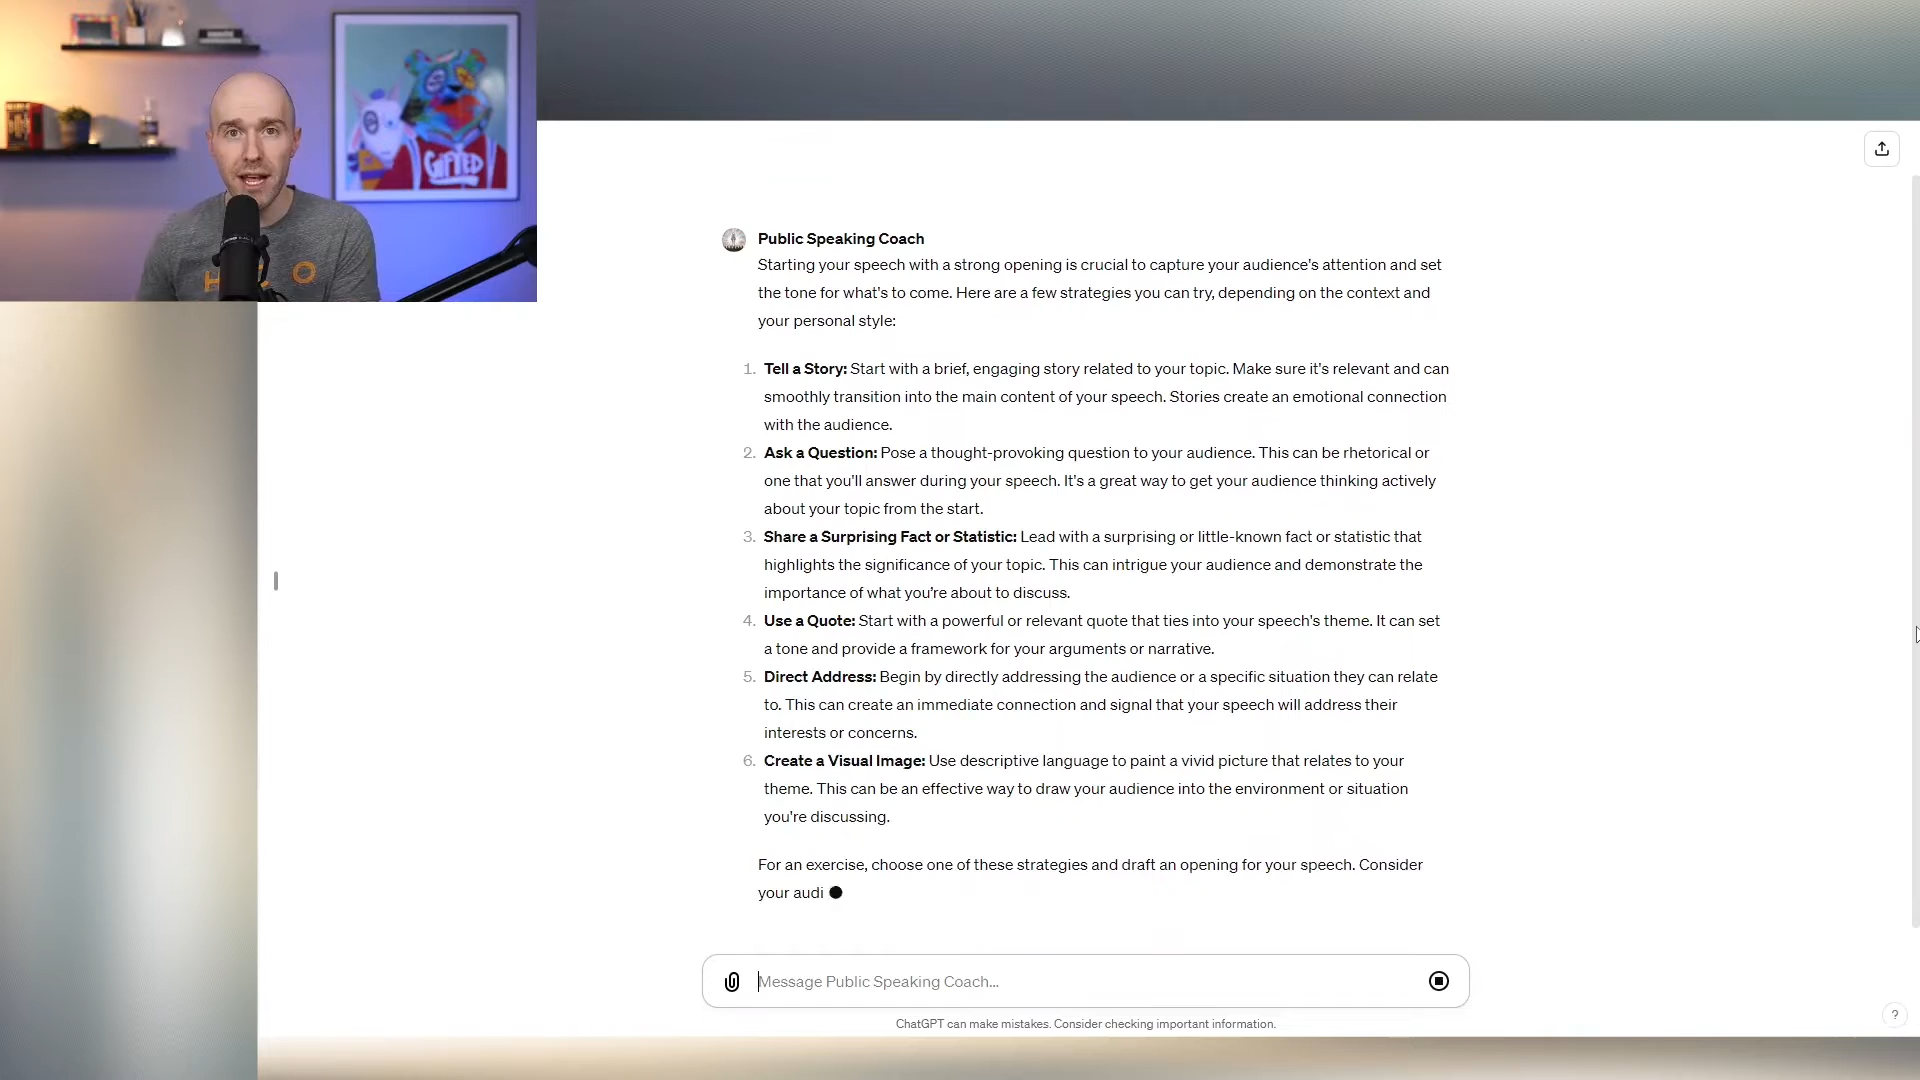 GiFTED
H
O
Public Speaking Coach
Starting your speech with a strong opening is crucial to capture your audience's attention and set
the tone for what's to come. Here are a few strategies you can try, depending on the context and
your personal style:
1. Tell a Story: Start with a brief, engaging story related to your topic. Make sure it's relevant and can
smoothly transition into the main content of your speech. Stories create an emotional connection
with the audience.
2. Ask a Question: Pose a thought-provoking question to your audience. This can be rhetorical or
one that you'll answer during your speech. It's a great way to get your audience thinking actively
about your topic from the start.
3. Share a Surprising Fact or Statistic: Lead with a surprising or little-known fact or statistic that
highlights the significance of your topic. This can intrigue your audience and demonstrate the
importance of what you’re about to discuss.
4. Use a Quote: Start with a powerful or relevant quote that ties into your speech’s theme. It can set
a tone and provide a framework for your arguments or narrative.
5. Direct Address: Begin by directly addressing the audience or a specific situation they can relate
to. This can create an immediate connection and signal that your speech will address their
interests or concerns.
6. Create a Visual Image: Use descriptive language to paint a vivid picture that relates to your
theme. This can be an effective way to draw your audience into the environment or situation
you're discussing.
For an exercise, choose one of these strategies and draft an opening for your speech. Consider
your audi
Message Public Speaking Coach...
ChatGPT can make mistakes. Consider checking important information.
?